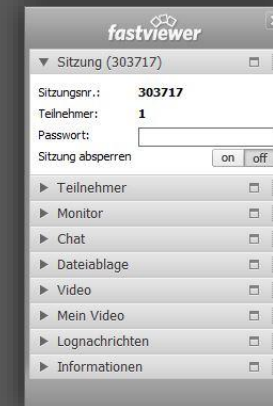 fastviewer
Sitzung (303717)
Sitzungsnr.: 303717
Teilnehmer: 1
Passwort:
Sitzung absperren on off
Teilnehmer
Monitor
Chat
Dateiablage
Video
Mein Video
Lognachrichten
Informationen